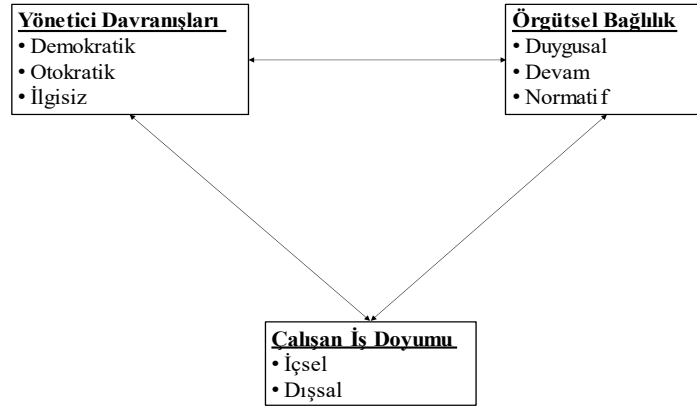 Yönetici Davranışları
• Demokratik
• Otokratik
• İlgisiz
Örgütsel Bağlılık
• Duygusal
• Devam
• Normatif
Çalışan İş Doyumu
• İçsel
• Dışsal